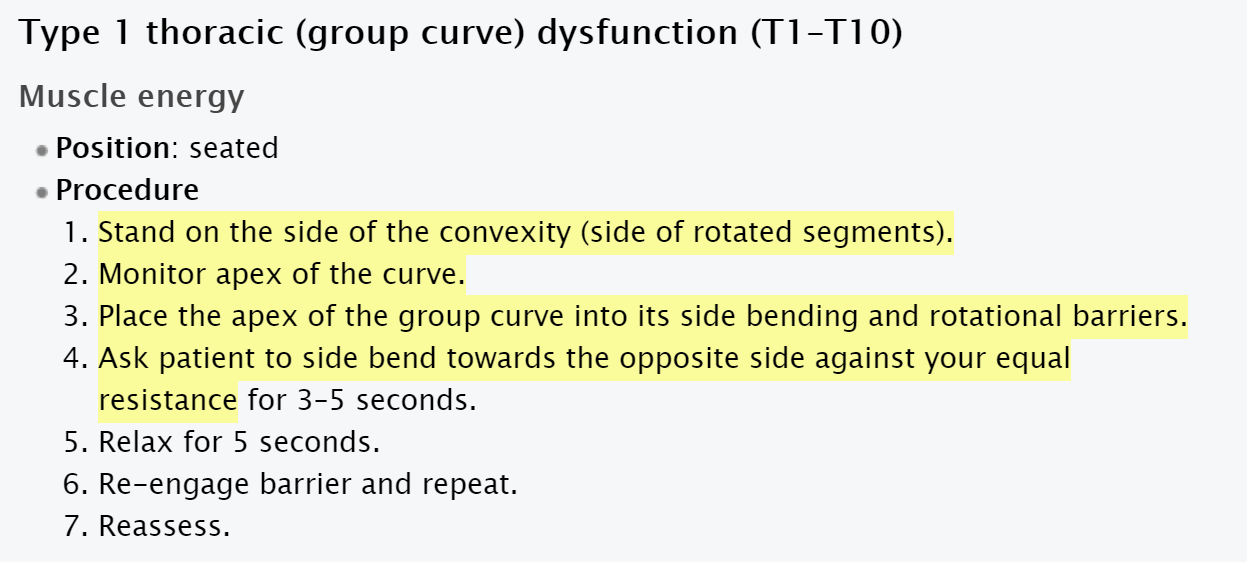 Type 1 thoracic (group curve) dysfunction (T1–T10)
Muscle energy
Position: seated
Procedure
1. Stand on the side of the convexity (side of rotated segments).
2. Monitor apex of the curve.
3. Place the apex of the group curve into its side bending and rotational barriers.
4. Ask patient to side bend towards the opposite side against your equal
resistance for 3–5 seconds.
5. Relax for 5 seconds.
6. Re-engage barrier and repeat.
7. Reassess.